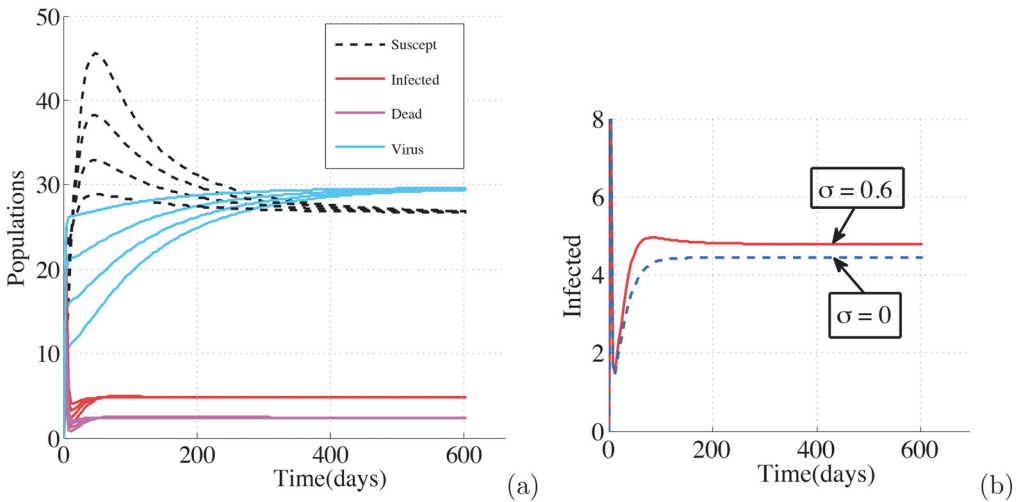 50
40
30
20
10
0
Populations
Suscept
Infected
Dead
Virus
0
200
400
600
Time(days)
(a)
8
6
4
2
0
Infected
σ = 0.6
σ = 0
0
200
400
600
Time(days)
(b)